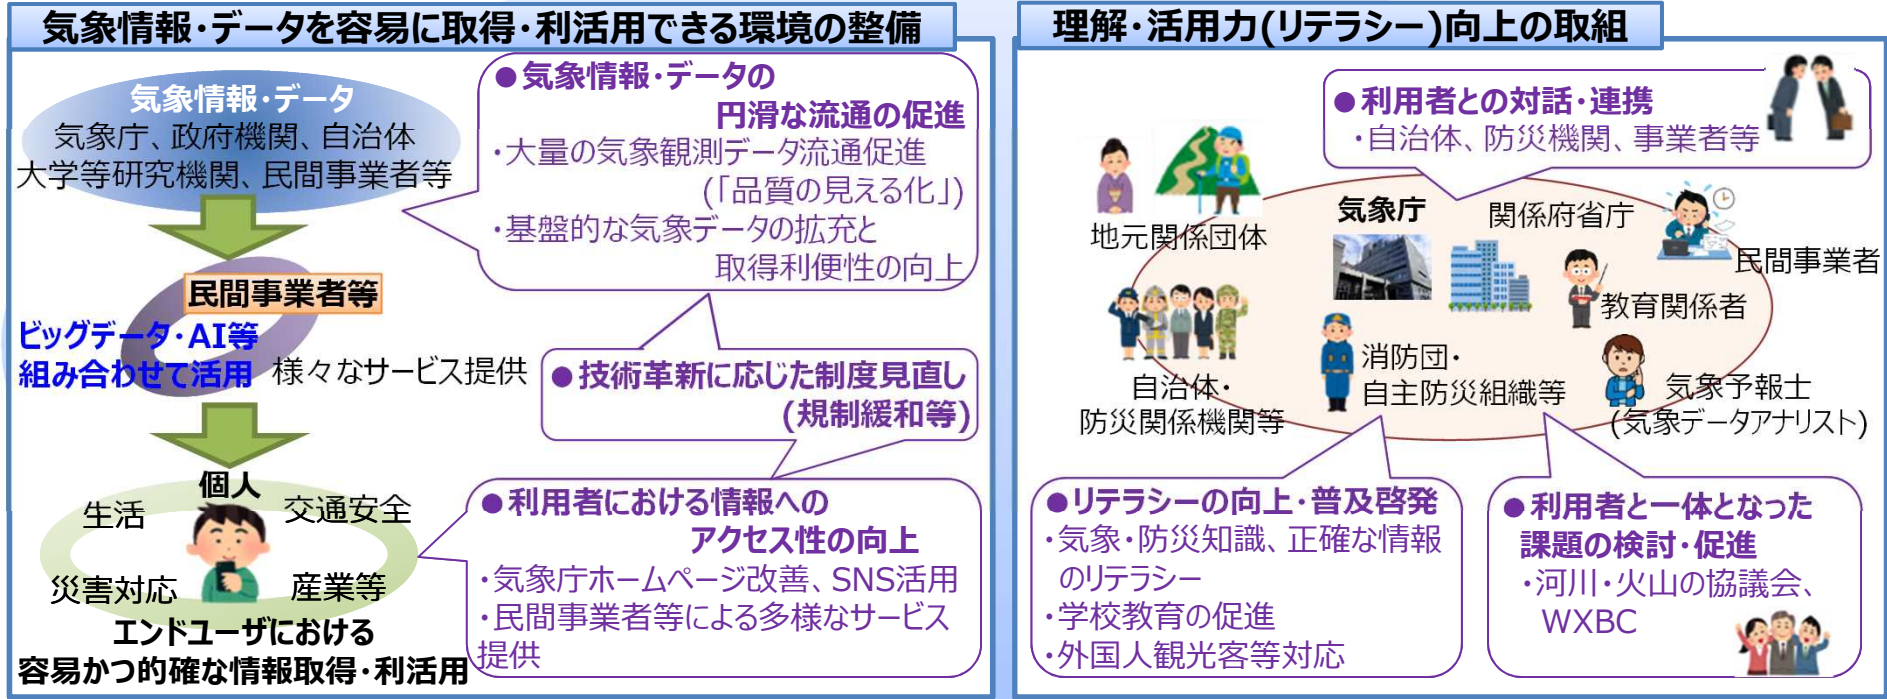 気象情報・データを容易に取得・利活用できる環境の整備
気象情報・データ
気象庁、政府機関、自治体
大学等研究機関、民間事業者等
民間事業者等
ビッグデータ・AI等
組み合わせて活用
様々なサービス提供
個人
生活
交通安全
災害対応
産業等
エンドユーザにおける
容易かつ的確な情報取得・利活用
●気象情報・データの
円滑な流通の促進
・大量の気象観測データ流通促進
(「品質の見える化」)
・基盤的な気象データの拡充と
取得利便性の向上
●技術革新に応じた制度見直し
(規制緩和等)
●利用者における情報への
アクセス性の向上
・気象庁ホームページ改善、SNS活用
・民間事業者等による多様なサービス
提供
理解・活用力(リテラシー)向上の取組
●利用者との対話・連携
・自治体、防災機関、事業者等
地元関係団体
気象庁
関係府省庁
民間事業者
教育関係者
自治体・
防災関係機関等
消防団・
自主防災組織等
気象予報士
(気象データアナリスト)
●リテラシーの向上・普及啓発
・気象・防災知識、正確な情報
のリテラシー
・学校教育の促進
・外国人観光客等対応
●利用者と一体となった
課題の検討・促進
・河川・火山の協議会、
WXBC